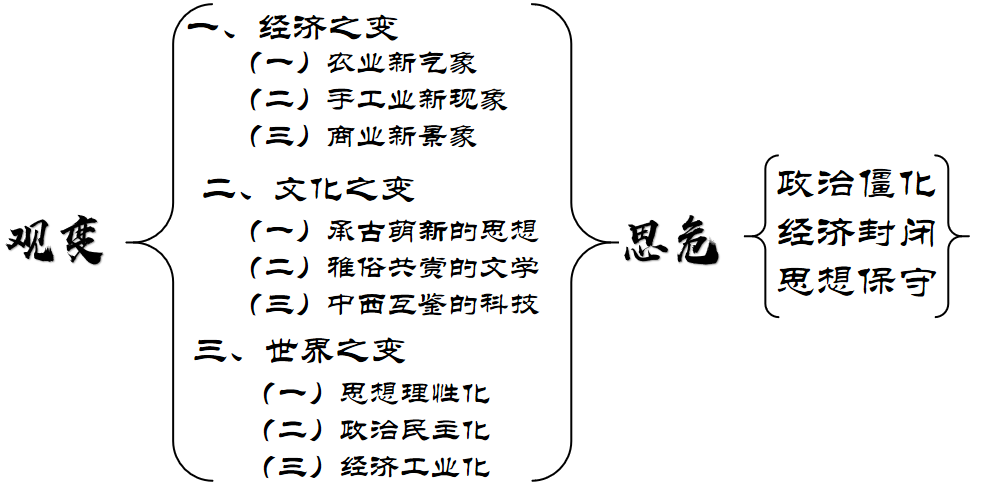 观变
一、经济之变
（一）农业新气象
（二）手工业新现象
（三）商业新景象
二、文化之变
（一）承古萌新的思想
（二）雅俗共赏的文学
（三）中西互鉴的科技
三、世界之变
（一）思想理性化
（二）政治民主化
（三）经济工业化
思危
政治僵化
经济封闭
思想保守